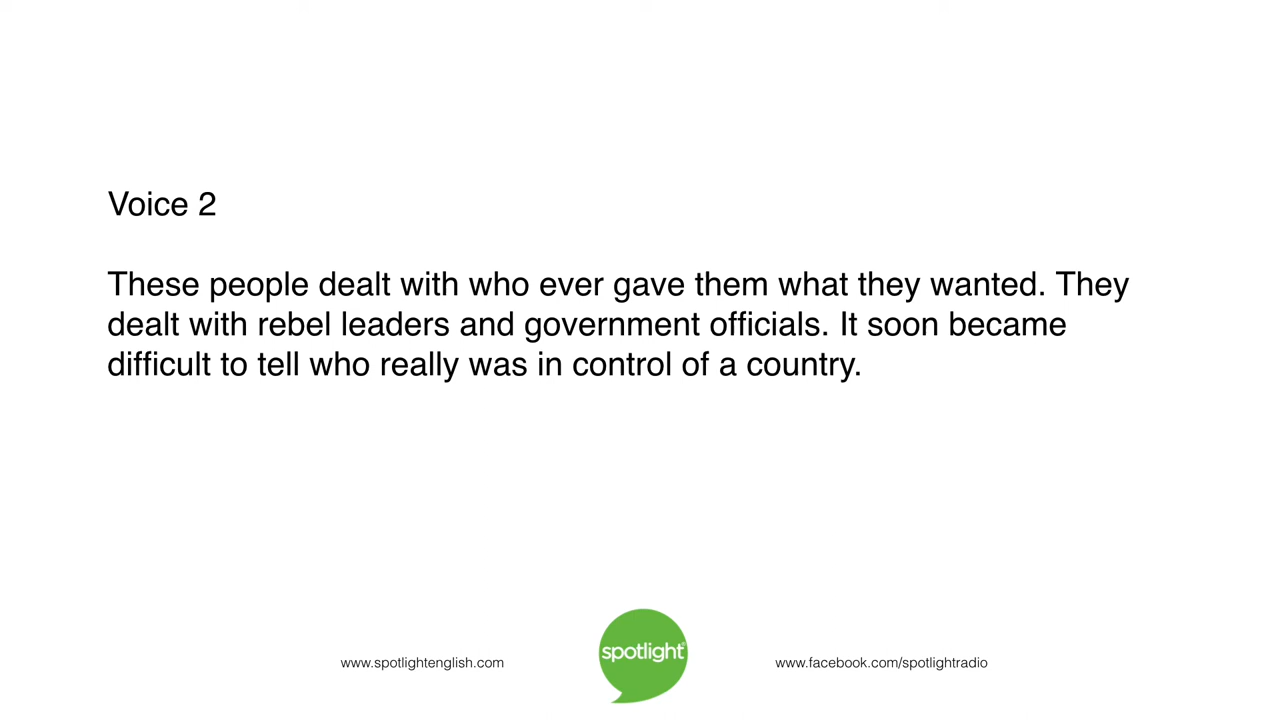 Voice 2
These people dealt with who ever gave them what they wanted. They
dealt with rebel leaders and government officials. It soon became
difficult to tell who really was in control of a country.
www.spotlightenglish.com
spotlight
www.facebook.com/spotlightradio